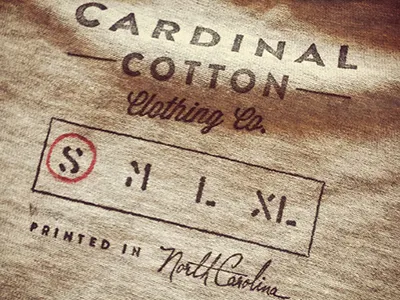 CARDINAL
COTTON
Clothing Co.
S M L XL
PRINTED IN North Carolina